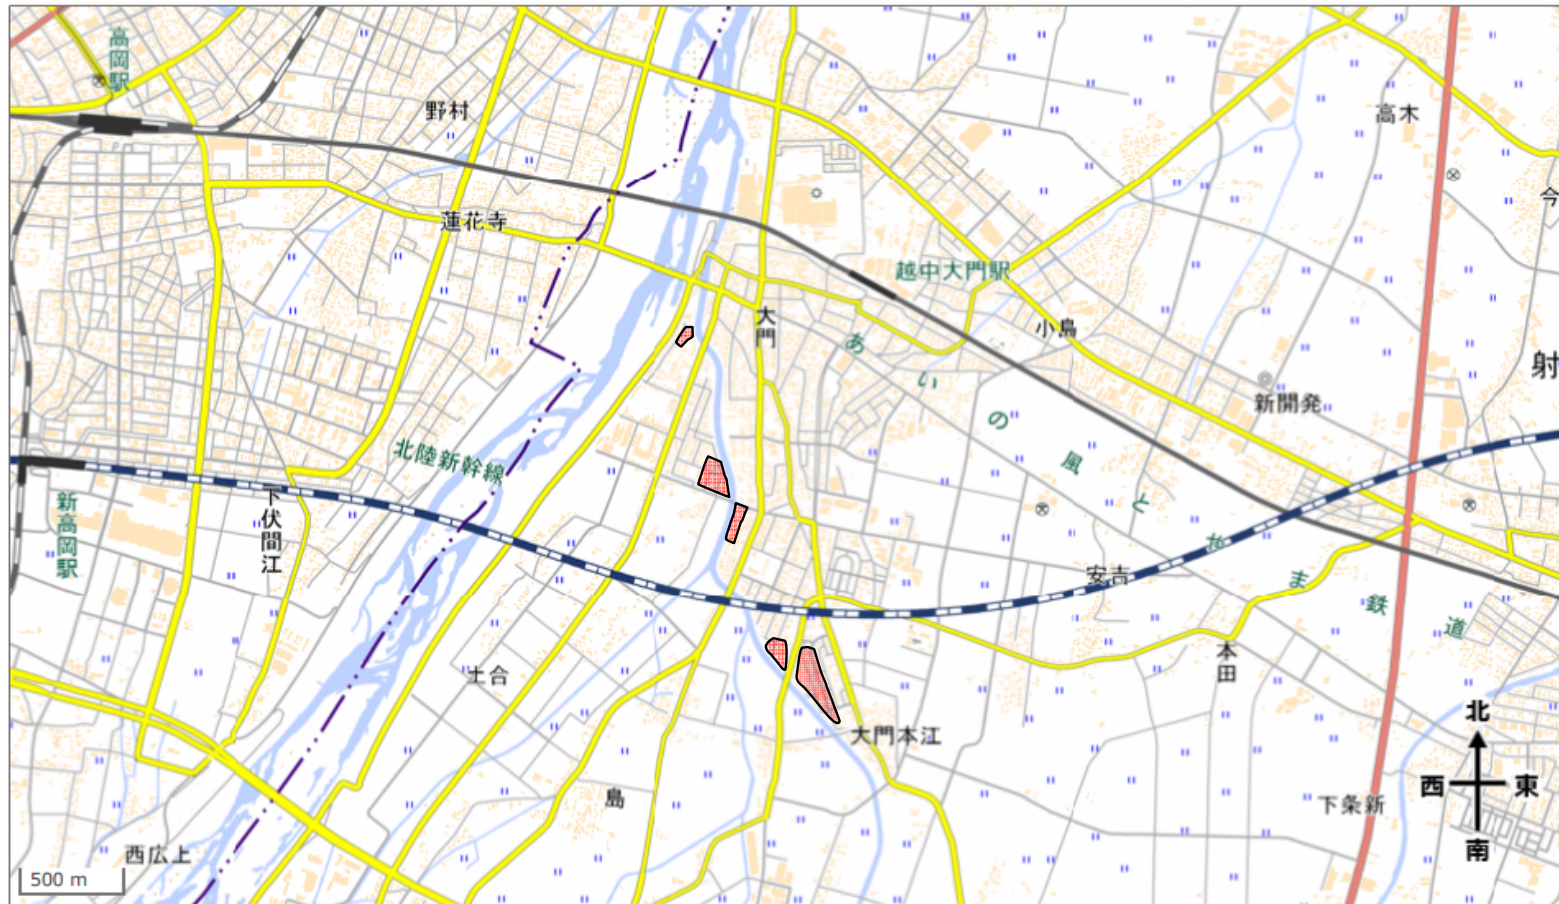 高岡駅
野村
高木
今
蓮花寺
越中大門駅
大門
小島
射
新開発
あいの風とやま鉄道
北陸新幹線
新高岡駅
下伏間江
安吉
本田
土合
大門本江
島
下条新
西広上
北
西
東
南
500 m